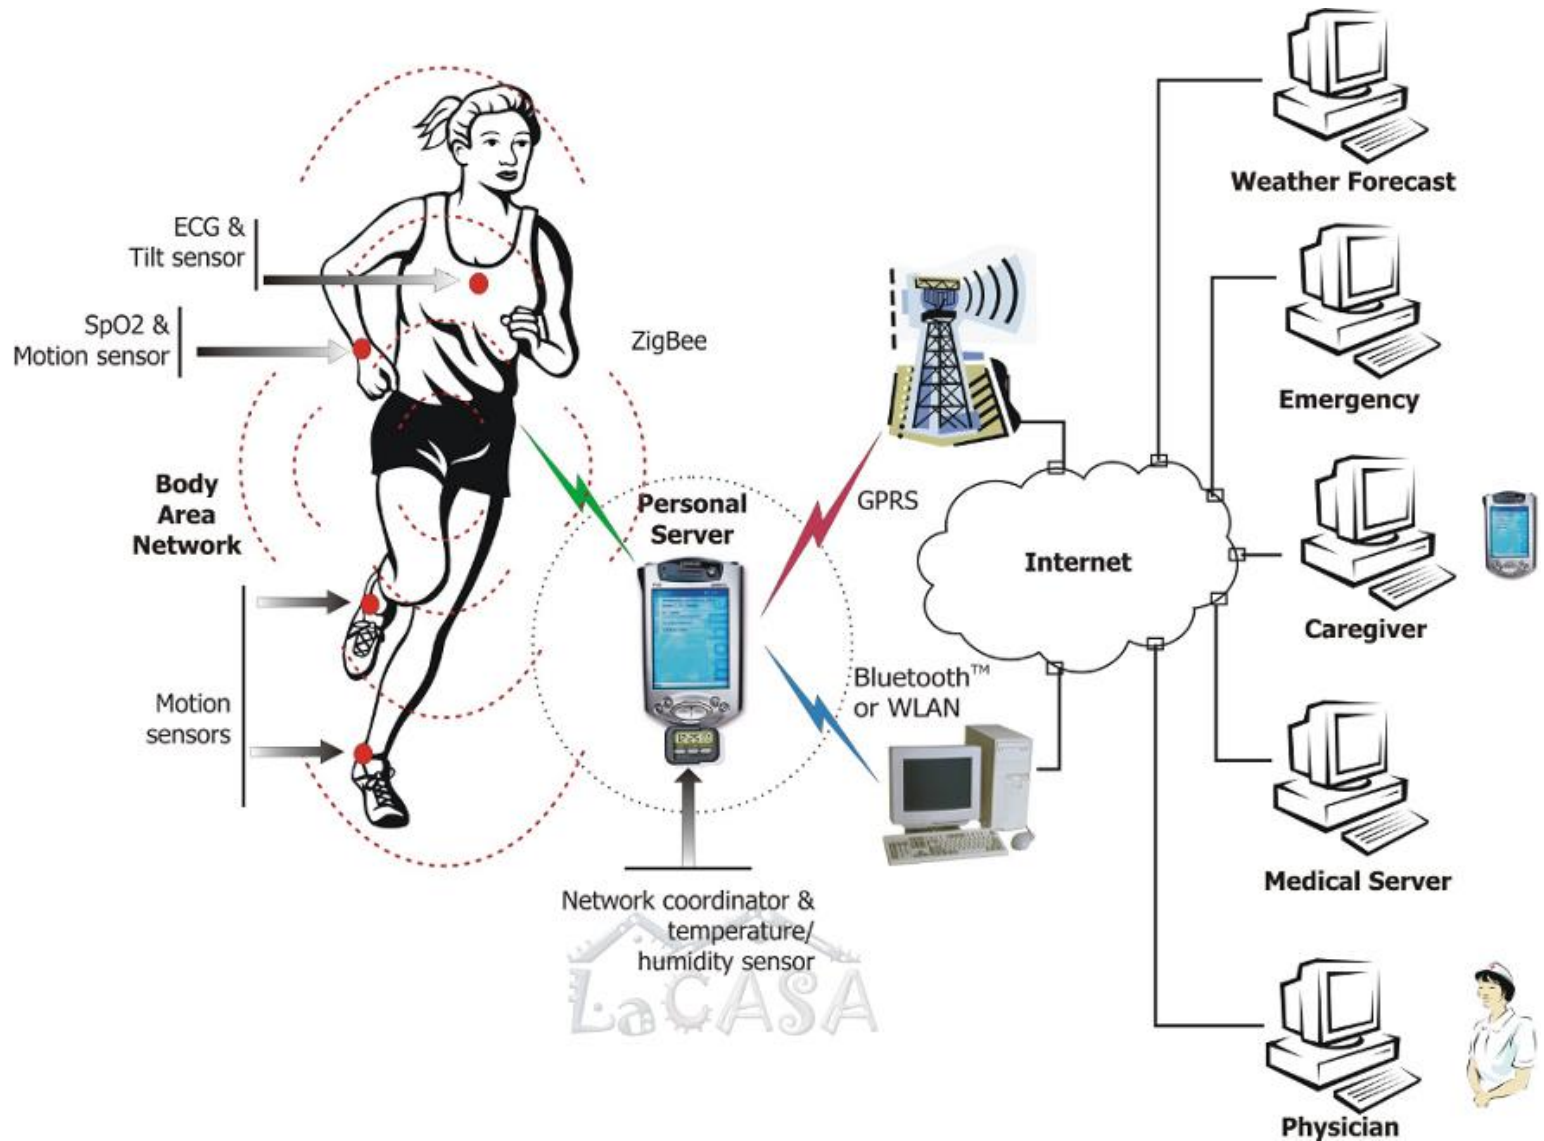 ECG &
Tilt sensor
SpO2 &
Motion sensor
ZigBee
Body
Area
Network
Motion
sensors
Personal
Server
Network coordinator &
temperature/
humidity sensor
LaCASA
GPRS
Bluetooth™
or WLAN
Internet
Weather Forecast
Emergency
Caregiver
Medical Server
Physician